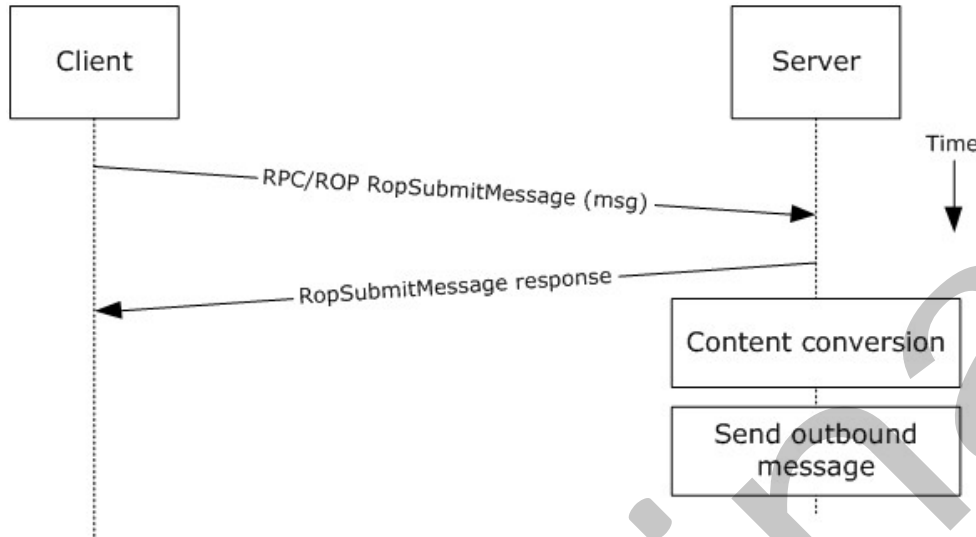 Client
Server
Time
RPC/ROP RopSubmitMessage (msg)
RopSubmitMessage response
Content conversion
Send outbound
message